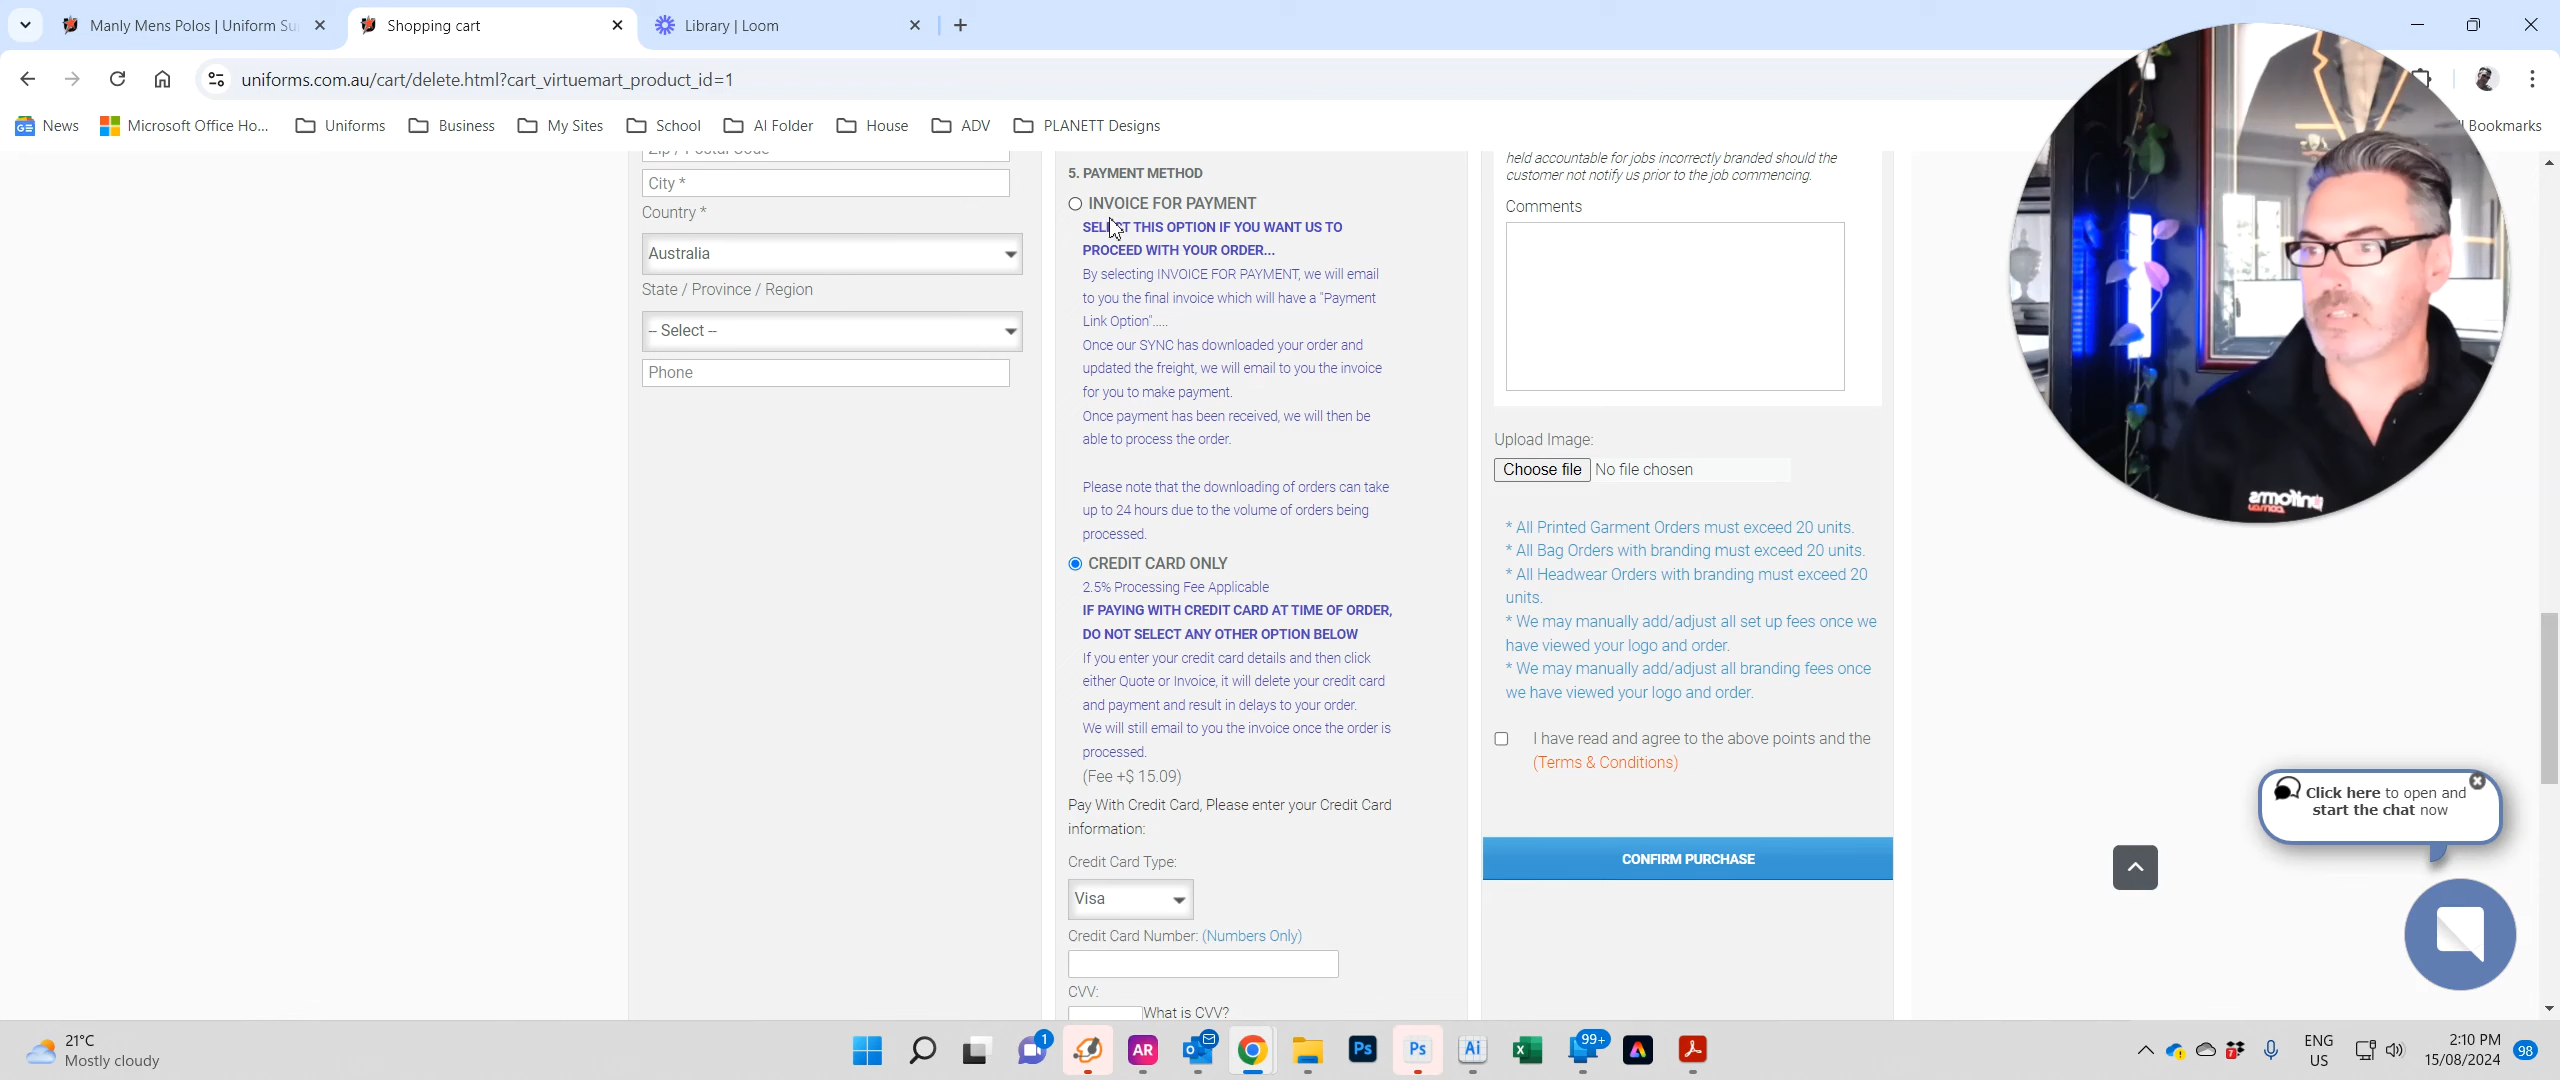 Manly Mens Polos | Uniform Su
Shopping cart
Library | Loom
uniforms.com.au/cart/delete.html?cart_virtuemart_product_id=1
News
Microsoft Office Ho...
Uniforms
Business
My Sites
School
AI Folder
House
ADV
PLANETT Designs
Bookmarks
Zip / Postal Code
City *
Country *
Australia
State / Province / Region
-- Select --
Phone
5. PAYMENT METHOD
INVOICE FOR PAYMENT
SELECT THIS OPTION IF YOU WANT US TO
PROCEED WITH YOUR ORDER...
By selecting INVOICE FOR PAYMENT, we will email
to you the final invoice which will have a "Payment
Link Option".....
Once our SYNC has downloaded your order and
updated the freight, we will email to you the invoice
for you to make payment.
Once payment has been received, we will then be
able to process the order.
Please note that the downloading of orders can take
up to 24 hours due to the volume of orders being
processed.
CREDIT CARD ONLY
2.5% Processing Fee Applicable
IF PAYING WITH CREDIT CARD AT TIME OF ORDER,
DO NOT SELECT ANY OTHER OPTION BELOW
If you enter your credit card details and then click
either Quote or Invoice, it will delete your credit card
and payment and result in delays to your order.
We will still email to you the invoice once the order is
processed.
(Fee +$ 15.09)
Pay With Credit Card, Please enter your Credit Card
information:
Credit Card Type:
Visa
Credit Card Number: (Numbers Only)
CVV:
What is CVV?
held accountable for jobs incorrectly branded should the
customer not notify us prior to the job commencing.
Comments
Upload Image:
Choose file No file chosen
* All Printed Garment Orders must exceed 20 units.
* All Bag Orders with branding must exceed 20 units.
* All Headwear Orders with branding must exceed 20
units.
* We may manually add/adjust all set up fees once we
have viewed your logo and order.
* We may manually add/adjust all branding fees once
we have viewed your logo and order.
I have read and agree to the above points and the
(Terms & Conditions)
CONFIRM PURCHASE
uniforms
Click here to open and
start the chat now
21°C
Mostly cloudy
1
AR
Ps
Ps
Ai
99+
7
ENG
US
2:10 PM
15/08/2024
98